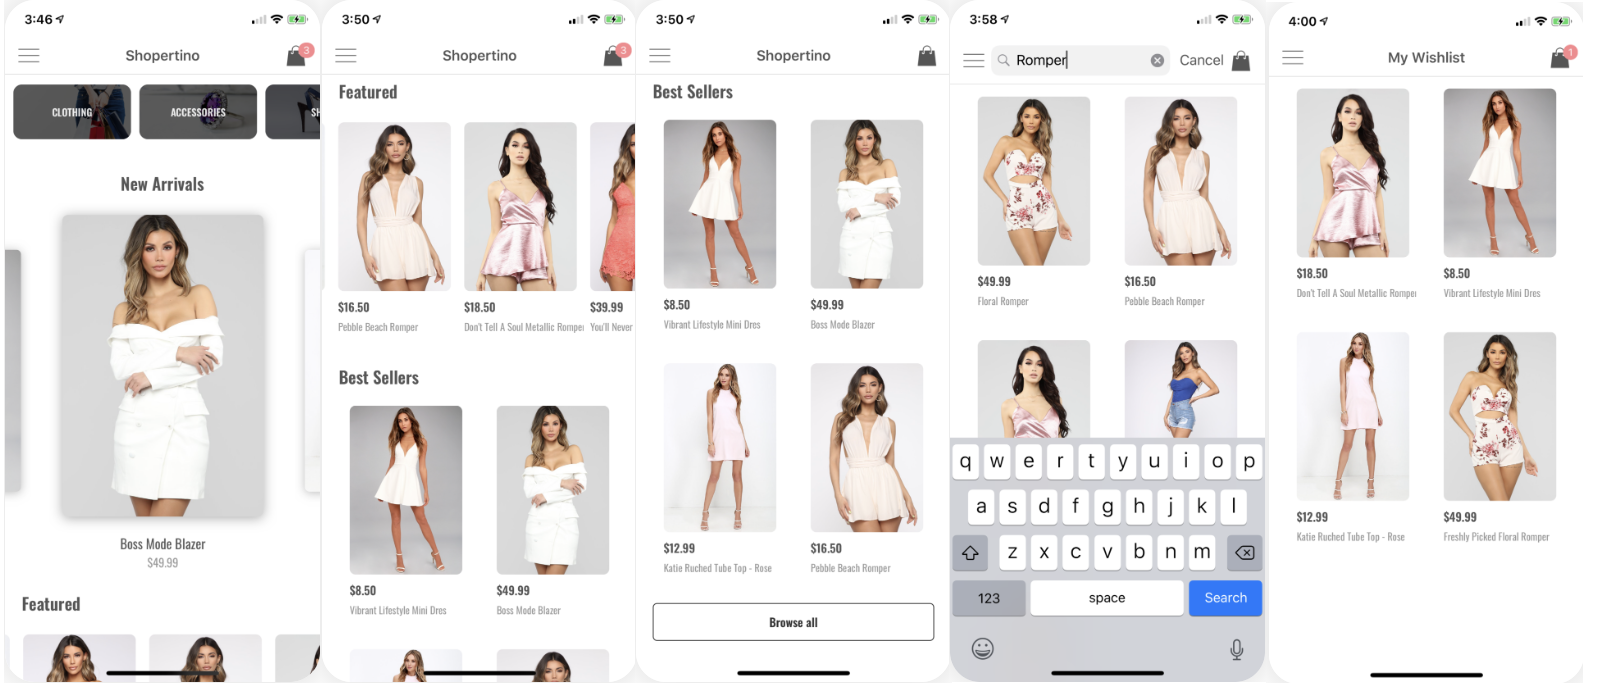 3:46
Shopertino
3
CLOTHING
ACCESSORIES
SH
New Arrivals
Boss Mode Blazer
$49.99
Featured
3:50
Shopertino
3
Featured
$16.50
Pebble Beach Romper
$18.50
Don't Tell A Soul Metallic Romper
$39.99
You'll Never
Best Sellers
$8.50
Vibrant Lifestyle Mini Dres
$49.99
Boss Mode Blazer
3:50
Shopertino
Best Sellers
$8.50
Vibrant Lifestyle Mini Dres
$49.99
Boss Mode Blazer
$12.99
Katie Ruched Tube Top - Rose
$16.50
Pebble Beach Romper
Browse all
3:58
Romper
Cancel
$49.99
Floral Romper
$16.50
Pebble Beach Romper
q w e r t y u i o p
a s d f g h j k l
z x c v b n m
123 space Search
4:00
My Wishlist
1
$18.50
Don't Tell A Soul Metallic Romper
$8.50
Vibrant Lifestyle Mini Dres
$12.99
Katie Ruched Tube Top - Rose
$49.99
Freshly Picked Floral Romper